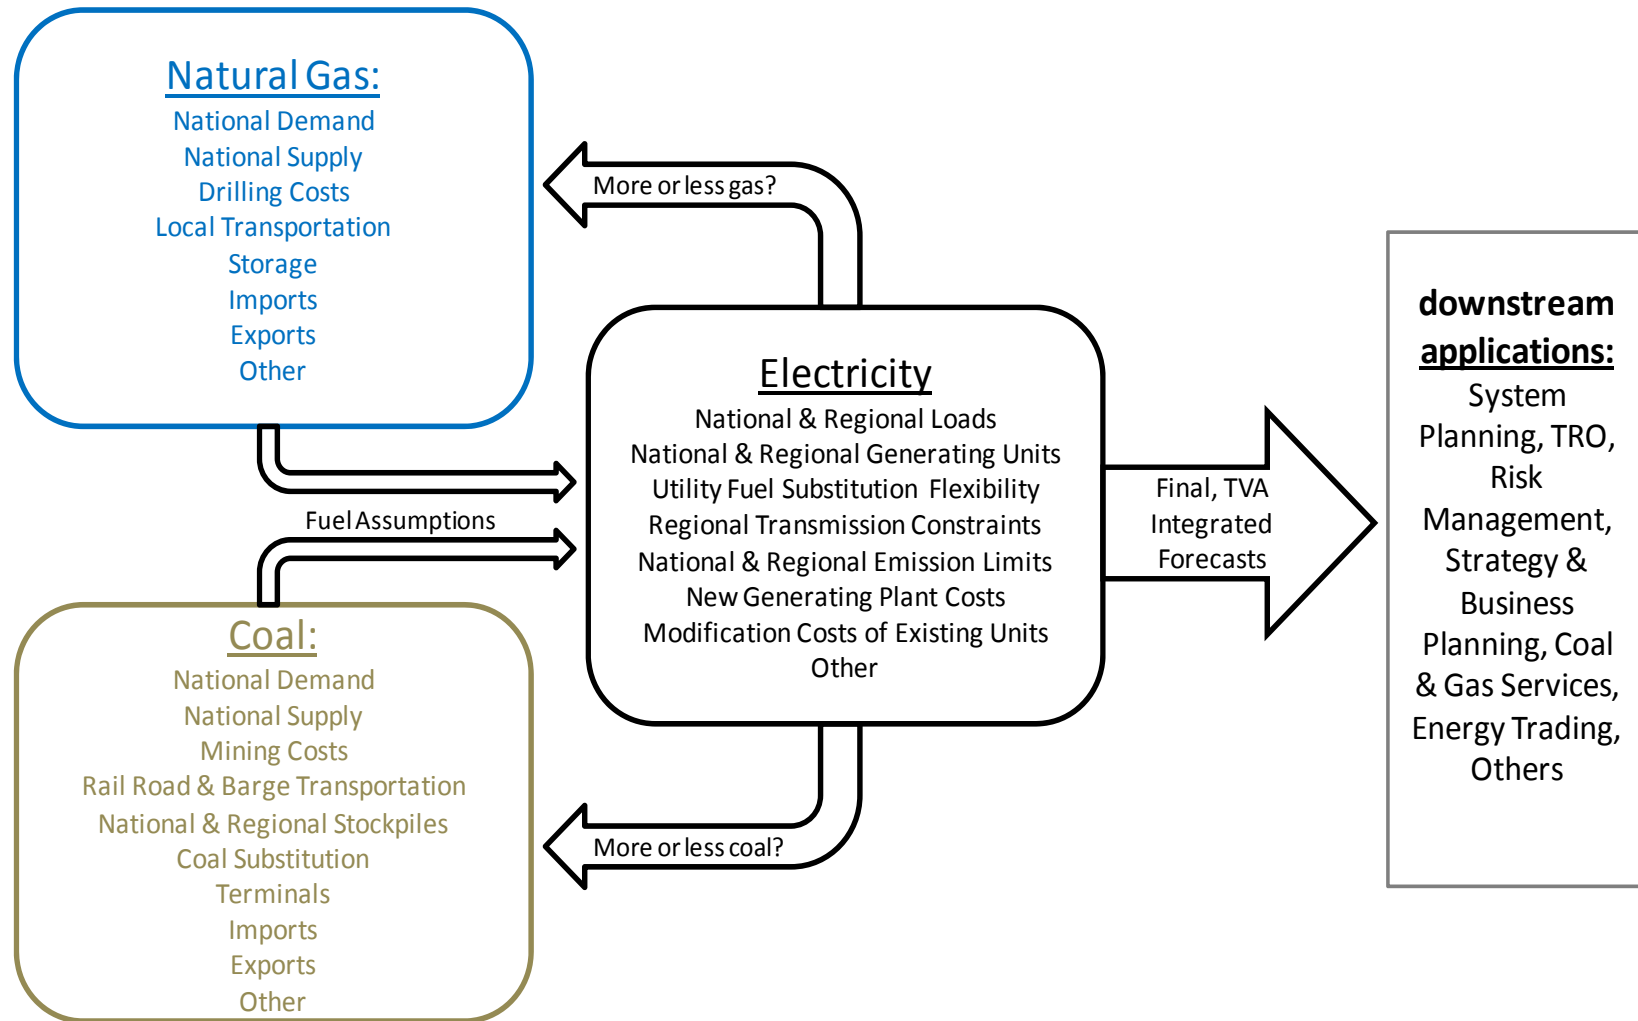 Natural Gas:
National Demand
National Supply
Drilling Costs
Local Transportation
Storage
Imports
Exports
Other
More or less gas?
Fuel Assumptions
Coal:
National Demand
National Supply
Mining Costs
Rail Road & Barge Transportation
National & Regional Stockpiles
Coal Substitution
Terminals
Imports
Exports
Other
More or less coal?
Electricity
National & Regional Loads
National & Regional Generating Units
Utility Fuel Substitution Flexibility
Regional Transmission Constraints
National & Regional Emission Limits
New Generating Plant Costs
Modification Costs of Existing Units
Other
Final, TVA
Integrated
Forecasts
downstream
applications:
System
Planning, TRO,
Risk
Management,
Strategy &
Business
Planning, Coal
& Gas Services,
Energy Trading,
Others